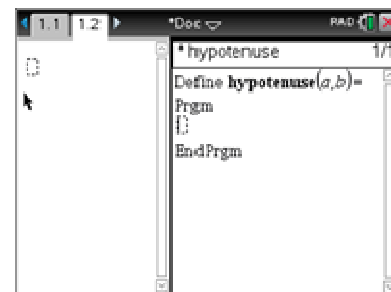 1.1 1.2 *Doc RAD
* hypotenuse 1/1
Define hypotenuse(a,b)=
Prgm
EndPrgm